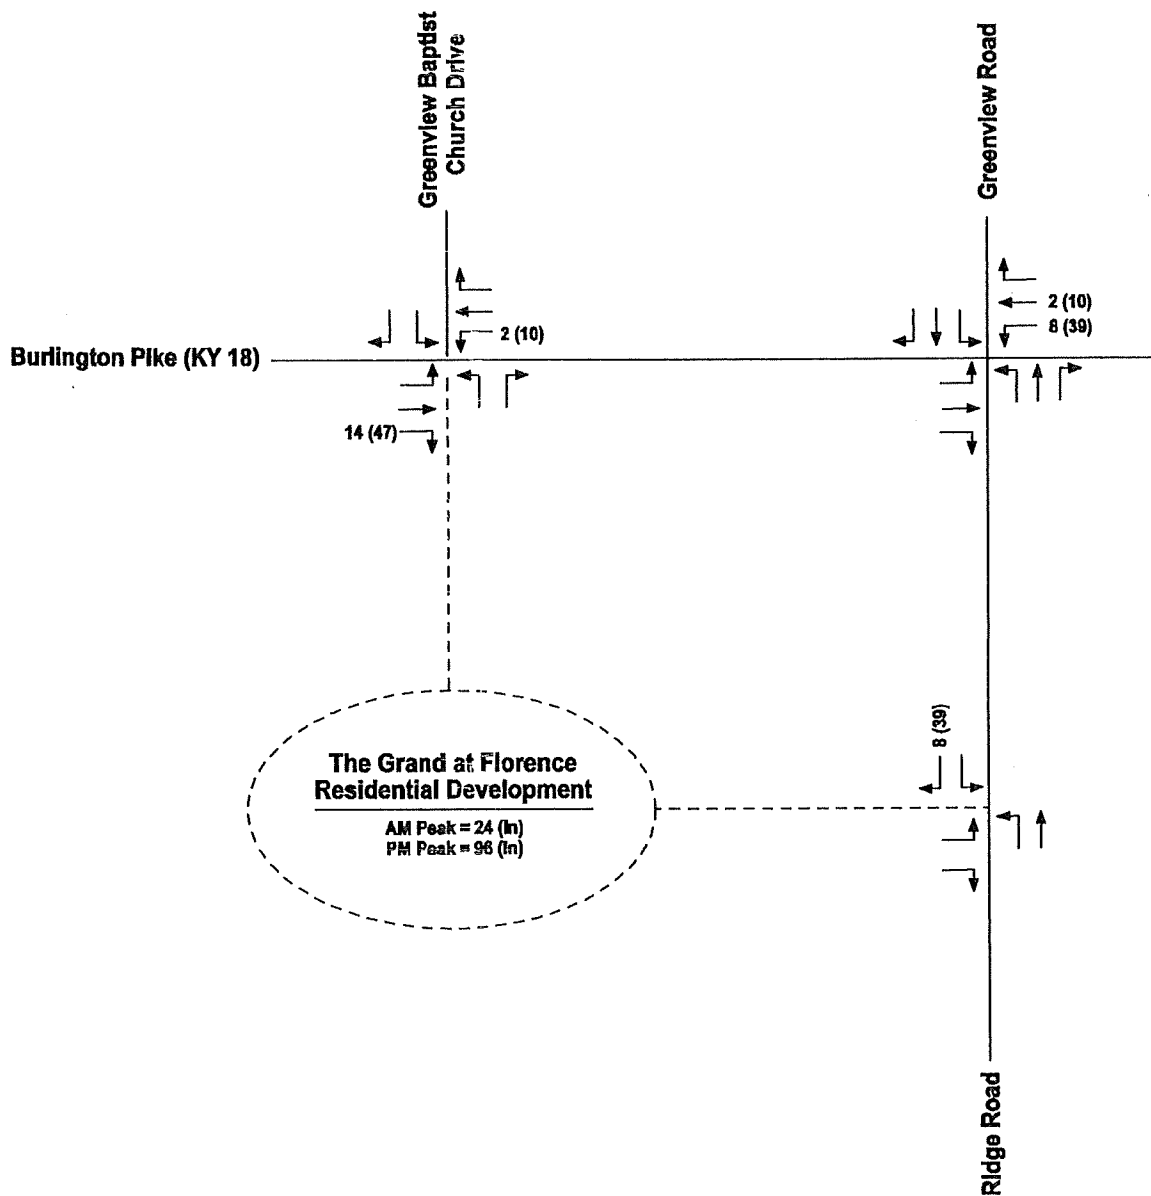 Greenview Baptist
Church Drive
Greenview Road
2 (10)
2 (10)
8 (39)
Burlington Pike (KY 18)
14 (47)
8 (39)
The Grand at Florence
Residential Development
AM Peak = 24 (In)
PM Peak = 96 (In)
Ridge Road